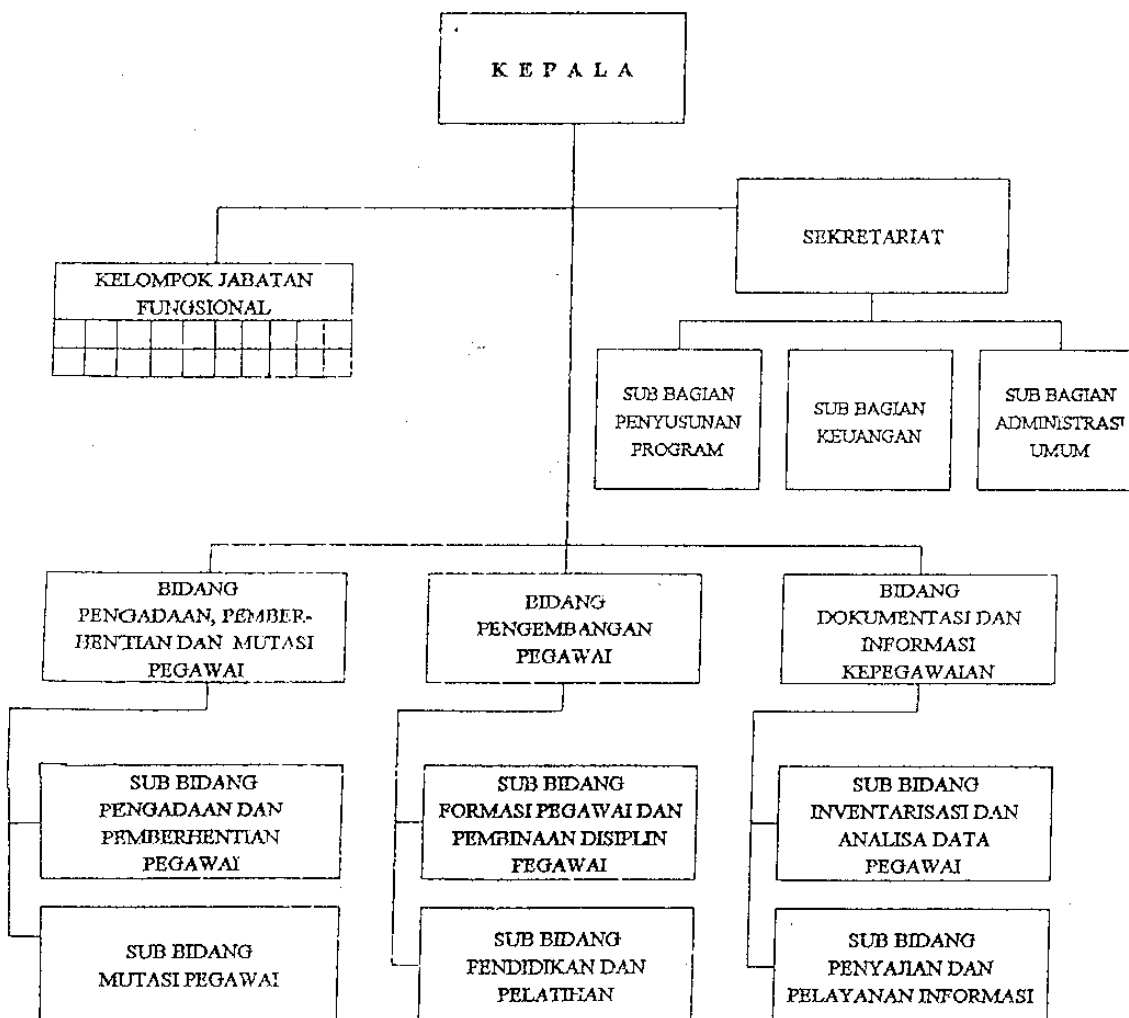 K E P A L A
SEKRETARIAT
KELOMPOK JABATAN
FUNGSIONAL
SUB BAGIAN
PENYUSUNAN
PROGRAM
SUB BAGIAN
KEUANGAN
SUB BAGIAN
ADMINISTRASI
UMUM
BIDANG
PENGADAAN, PEMBER-
HENTIAN DAN MUTASI
PEGAWAI
BIDANG
PENGEMBANGAN
PEGAWAI
BIDANG
DOKUMENTASI DAN
INFORMASI
KEPEGAWAIAN
SUB BIDANG
PENGADAAN DAN
PEMBERHENTIAN
PEGAWAI
SUB BIDANG
FORMASI PEGAWAI DAN
PEMBINAAN DISIPLIN
PEGAWAI
SUB BIDANG
INVENTARISASI DAN
ANALISA DATA
PEGAWAI
SUB BIDANG
MUTASI PEGAWAI
SUB BIDANG
PENDIDIKAN DAN
PELATIHAN
SUB BIDANG
PENYAJIAN DAN
PELAYANAN INFORMASI